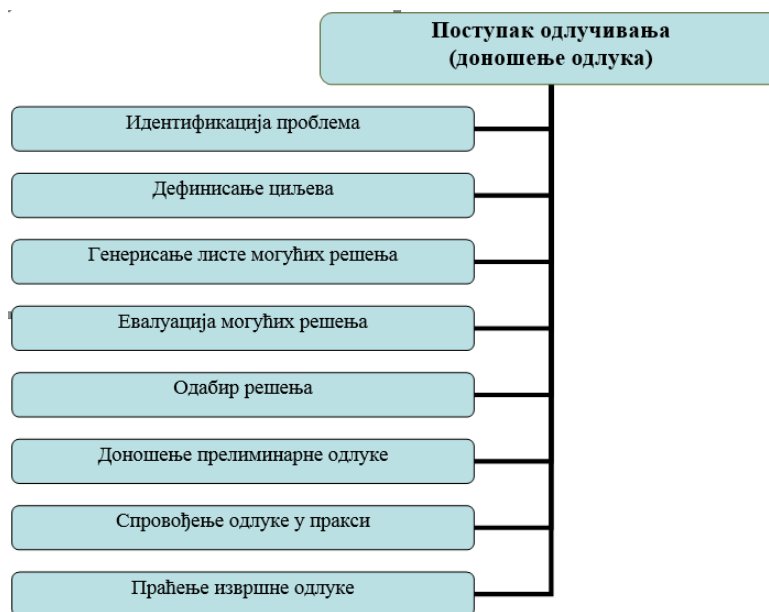 Поступак одлучивања
(доношење одлука)
Идентификација проблема
Дефинисање циљева
Генерисање листе могућих решења
Евалуација могућих решења
Одабир решења
Доношење прелиминарне одлуке
Спровођење одлуке у пракси
Праћење извршне одлуке